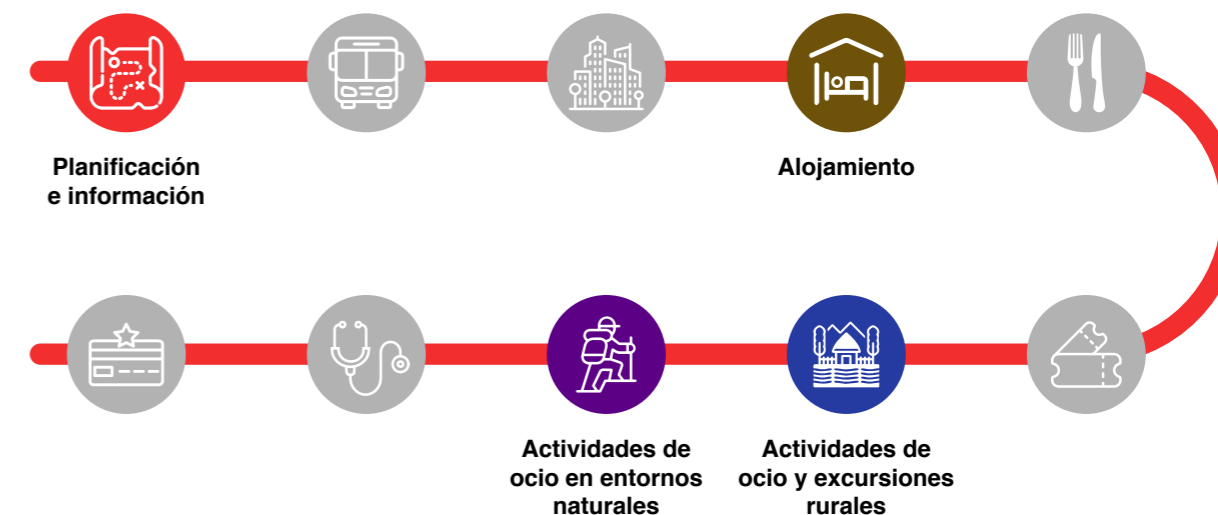 Planificación
e información
Alojamiento
Actividades de
ocio en entornos
naturales
Actividades de
ocio y excursiones
rurales